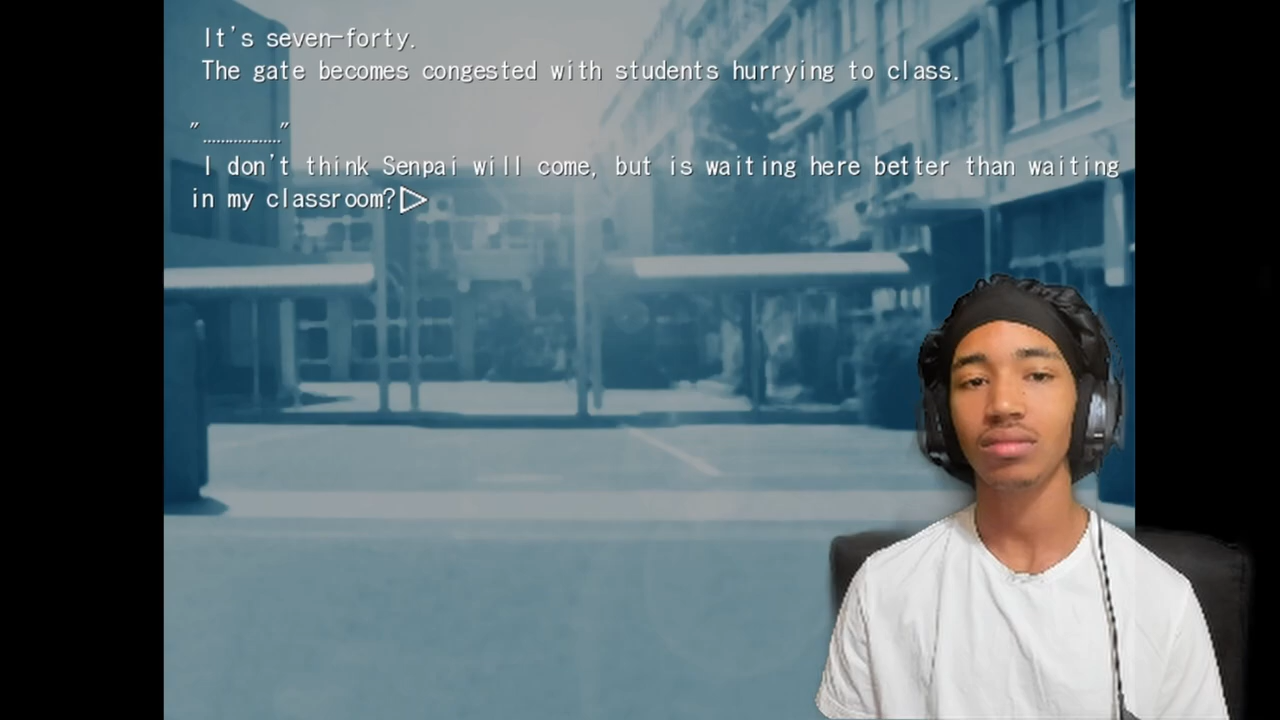 It's seven-forty.
The gate becomes congested with students hurrying to class.
"………………"
I don't think Senpai will come, but is waiting here better than waiting
in my classroom?